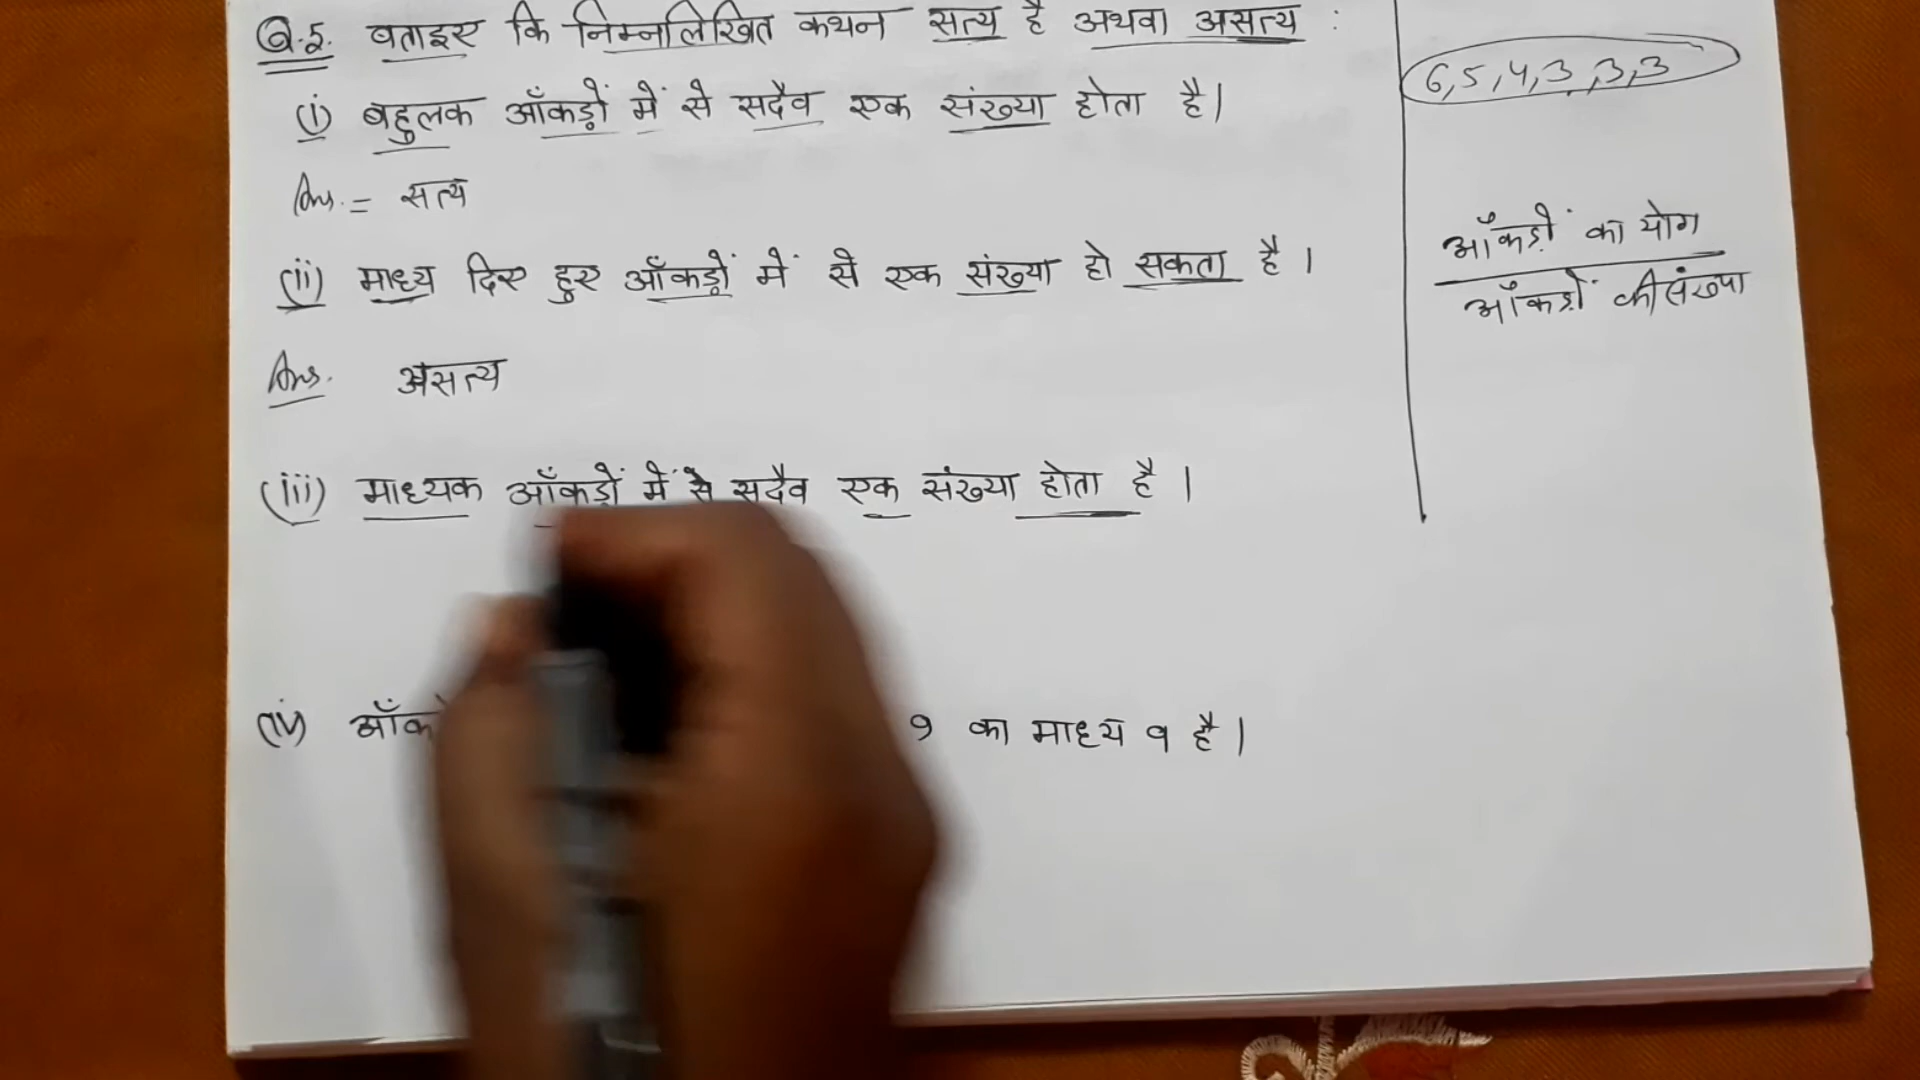 Q.5. बताइए कि निम्नलिखित कथन सत्य है अथवा असत्य :
(i) बहुलक आँकड़ों में से सदैव एक संख्या होता है।
Ans. = सत्य
(ii) माध्य दिए हुए आँकड़ों में से एक संख्या हो सकता है।
Ans. असत्य
(iii) माध्यक आँकड़ों में से सदैव एक संख्या होता है।
(iv) 9 का माध्य 9 है।
6,5,4,3,3,3
आँकड़ों का योग
आँकड़ों की संख्या